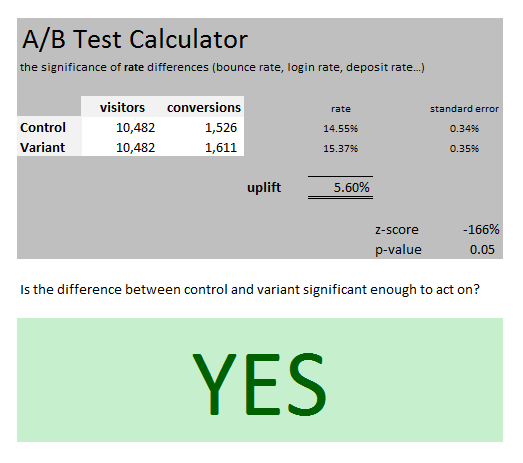 A/B Test Calculator
the significance of rate differences (bounce rate, login rate, deposit rate...)
visitors conversions rate standard error
Control 10,482 1,526 14.55% 0.34%
Variant 10,482 1,611 15.37% 0.35%
uplift 5.60%
z-score -166%
p-value 0.05
Is the difference between control and variant significant enough to act on?
YES